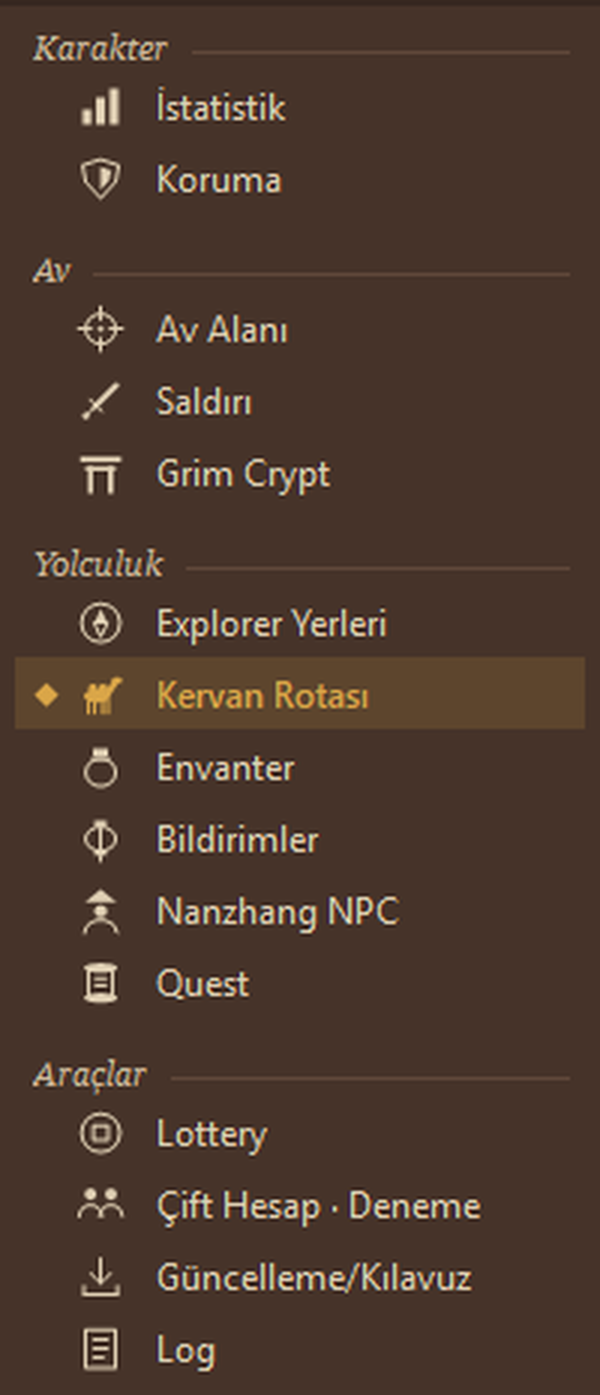 Karakter
İstatistik
Koruma
Av
Av Alanı
Saldırı
Grim Crypt
Yolculuk
Explorer Yerleri
Kervan Rotası
Envanter
Bildirimler
Nanzhang NPC
Quest
Araçlar
Lottery
Çift Hesap · Deneme
Güncelleme/Kılavuz
Log